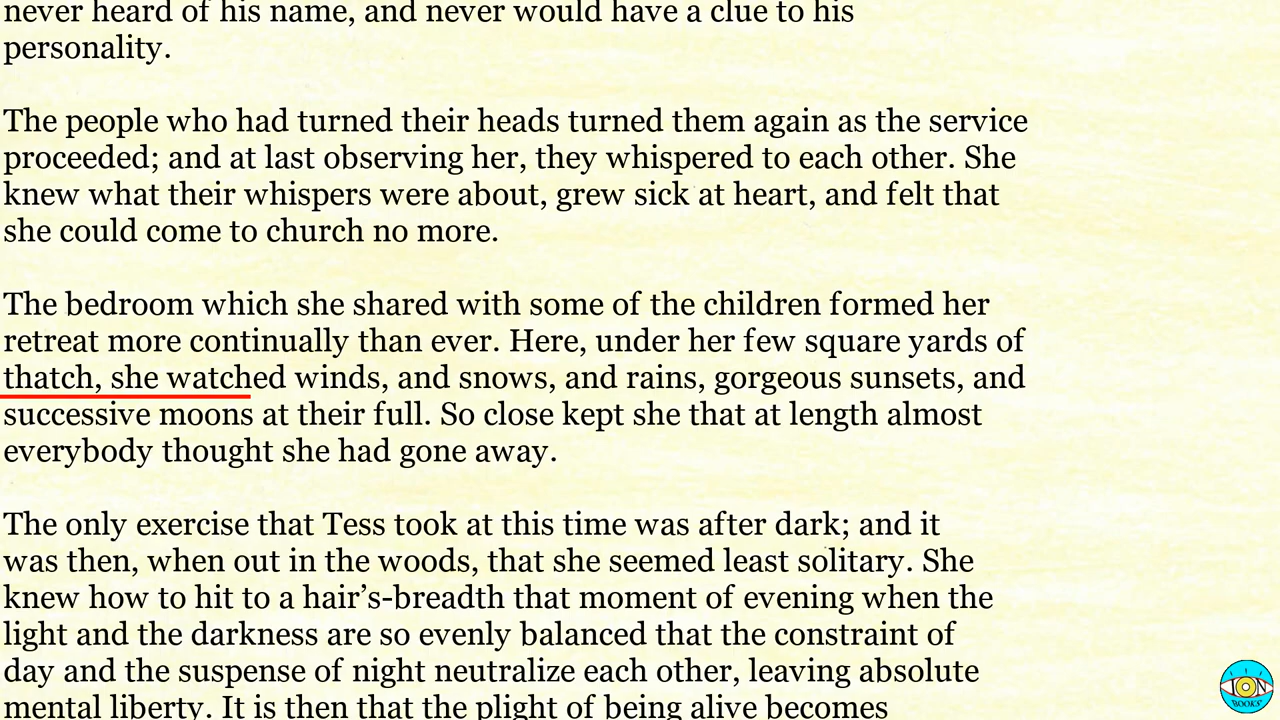 never heard of his name, and never would have a clue to his
personality.
The people who had turned their heads turned them again as the service
proceeded; and at last observing her, they whispered to each other. She
knew what their whispers were about, grew sick at heart, and felt that
she could come to church no more.
The bedroom which she shared with some of the children formed her
retreat more continually than ever. Here, under her few square yards of
thatch, she watched winds, and snows, and rains, gorgeous sunsets, and
successive moons at their full. So close kept she that at length almost
everybody thought she had gone away.
The only exercise that Tess took at this time was after dark; and it
was then, when out in the woods, that she seemed least solitary. She
knew how to hit to a hair’s-breadth that moment of evening when the
light and the darkness are so evenly balanced that the constraint of
day and the suspense of night neutralize each other, leaving absolute
mental liberty. It is then that the plight of being alive becomes
ION
BOOKS